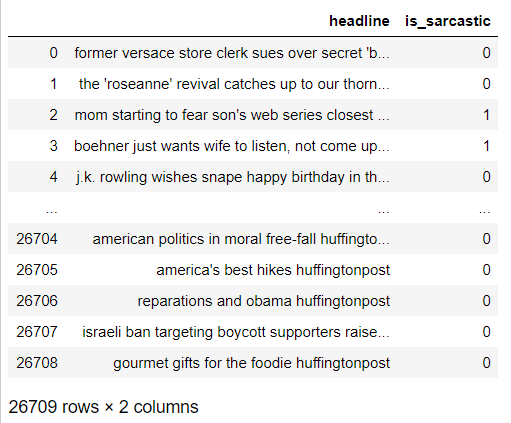 headline is_sarcastic
0 former versace store clerk sues over secret 'b... 0
1 the 'roseanne' revival catches up to our thorn... 0
2 mom starting to fear son's web series closest ... 1
3 boehner just wants wife to listen, not come up... 1
4 j.k. rowling wishes snape happy birthday in th... 0
... ... ...
26704 american politics in moral free-fall huffingto... 0
26705 america's best hikes huffingtonpost 0
26706 reparations and obama huffingtonpost 0
26707 israeli ban targeting boycott supporters raise... 0
26708 gourmet gifts for the foodie huffingtonpost 0
26709 rows × 2 columns